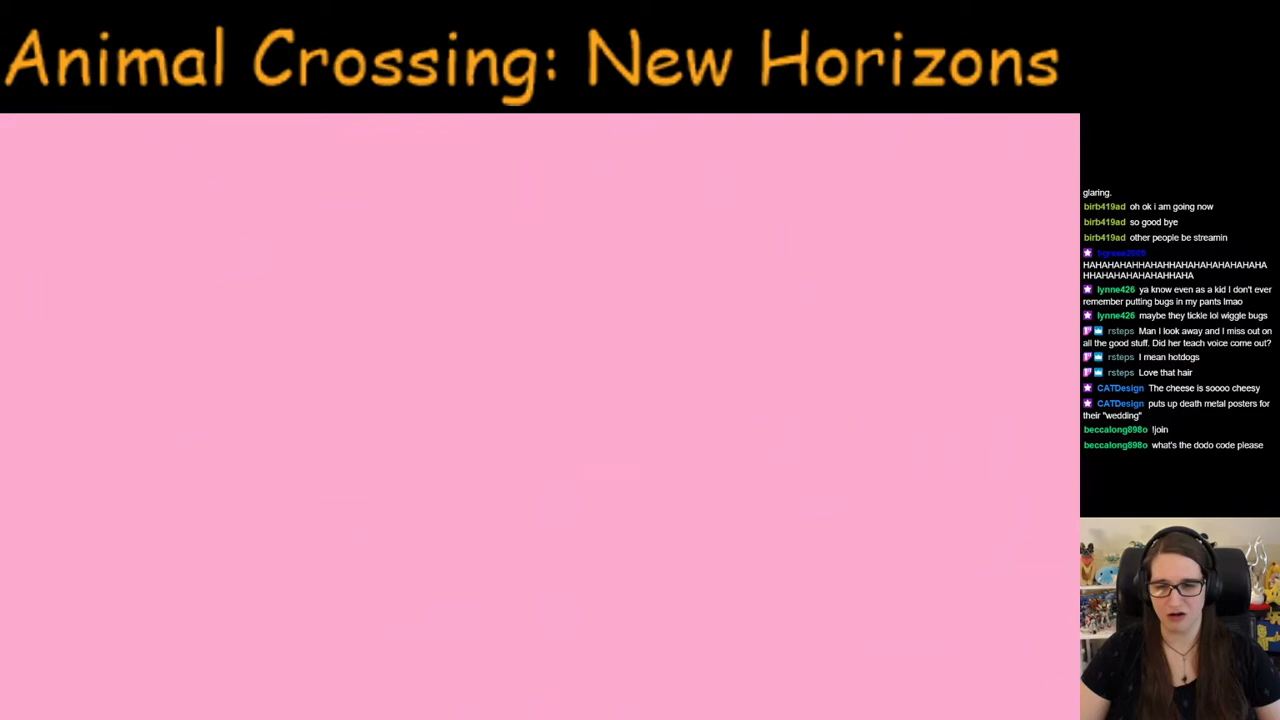 Animal Crossing: New Horizons
glaring.
birb419ad oh ok i am going now
birb419ad so good bye
birb419ad other people be streamin
HAHAHAHAHHAHAHHAHAHAHAHAHAHAHA
HHAHAHAHAHAHAHHAHA
lynne426 ya know even as a kid I don't ever
remember putting bugs in my pants lmao
lynne426 maybe they tickle lol wiggle bugs
rsteps Man I look away and I miss out on
all the good stuff. Did her teach voice come out?
rsteps I mean hotdogs
rsteps Love that hair
CATDesign The cheese is soooo cheesy
CATDesign puts up death metal posters for
their "wedding"
beccalong898o !join
beccalong898o what's the dodo code please